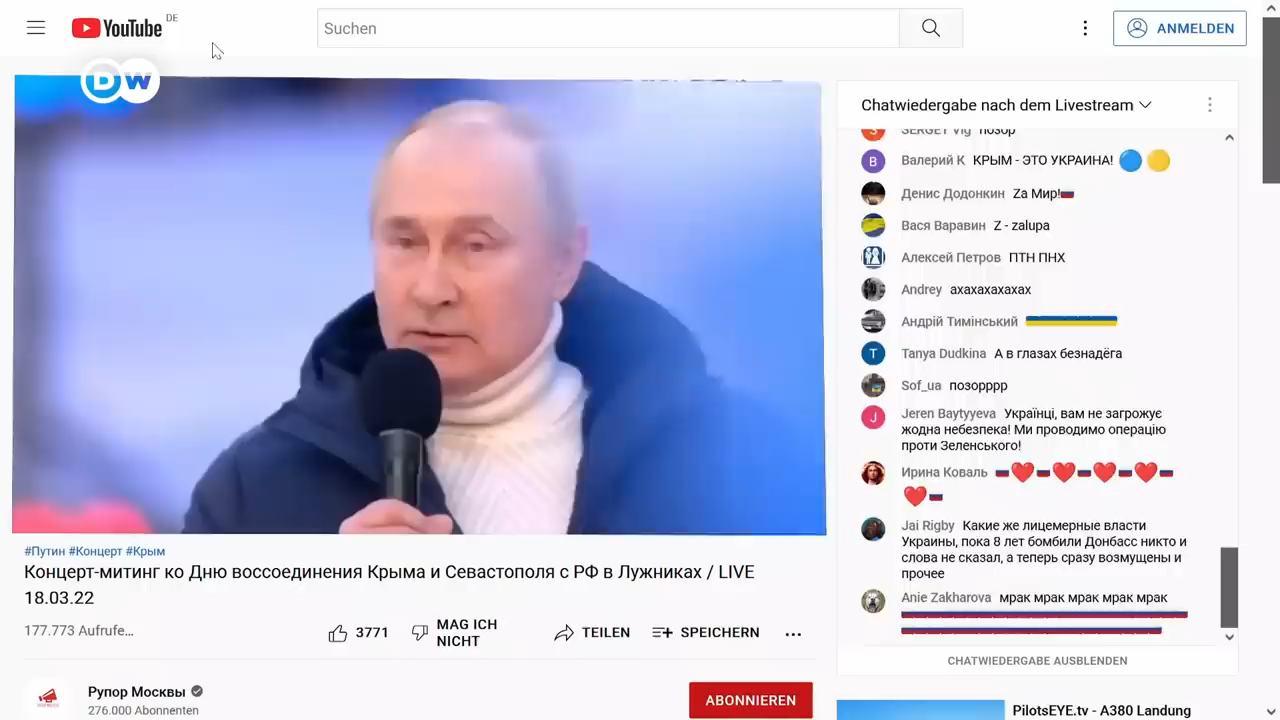 YouTube DE
Suchen
ANMELDEN
DW
Chatwiedergabe nach dem Livestream
SERGEY Vig позор
Валерий К КРЫМ - ЭТО УКРАИНА!
Денис Додонкин Za Мир!
Вася Варавин Z - zalupa
Алексей Петров ПТН ПНХ
Andrey ахахахахахах
Андрій Тимінський
Tanya Dudkina А в глазах безнадёга
Sof_ua позорррр
Jeren Baytyyeva Українці, вам не загрожує
жодна небезпека! Ми проводимо операцію
проти Зеленського!
Ирина Коваль
Jai Rigby Какие же лицемерные власти
Украины, пока 8 лет бомбили Донбасс никто и
слова не сказал, а теперь сразу возмущены и
прочее
Anie Zakharova мрак мрак мрак мрак мрак
CHATWIEDERGABE AUSBLENDEN
#Путин #Концерт #Крым
Концерт-митинг ко Дню воссоединения Крыма и Севастополя с РФ в Лужниках / LIVE
18.03.22
177.773 Aufrufe...
3771
MAG ICH
NICHT
TEILEN
SPEICHERN
Рупор Москвы
276.000 Abonnenten
ABONNIEREN
PilotsEYE.tv - A380 Landung